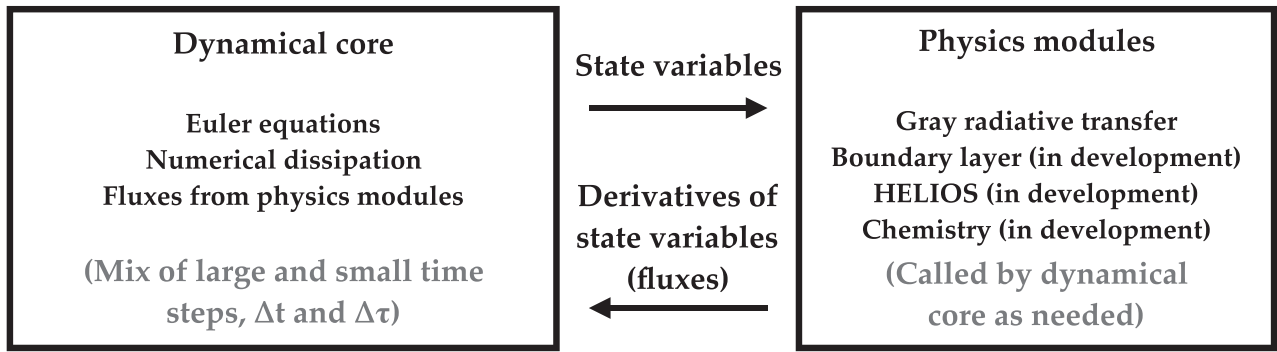 Dynamical core
Euler equations
Numerical dissipation
Fluxes from physics modules
(Mix of large and small time
steps, Δt and Δτ)
State variables
Derivatives of
state variables
(fluxes)
Physics modules
Gray radiative transfer
Boundary layer (in development)
HELIOS (in development)
Chemistry (in development)
(Called by dynamical
core as needed)